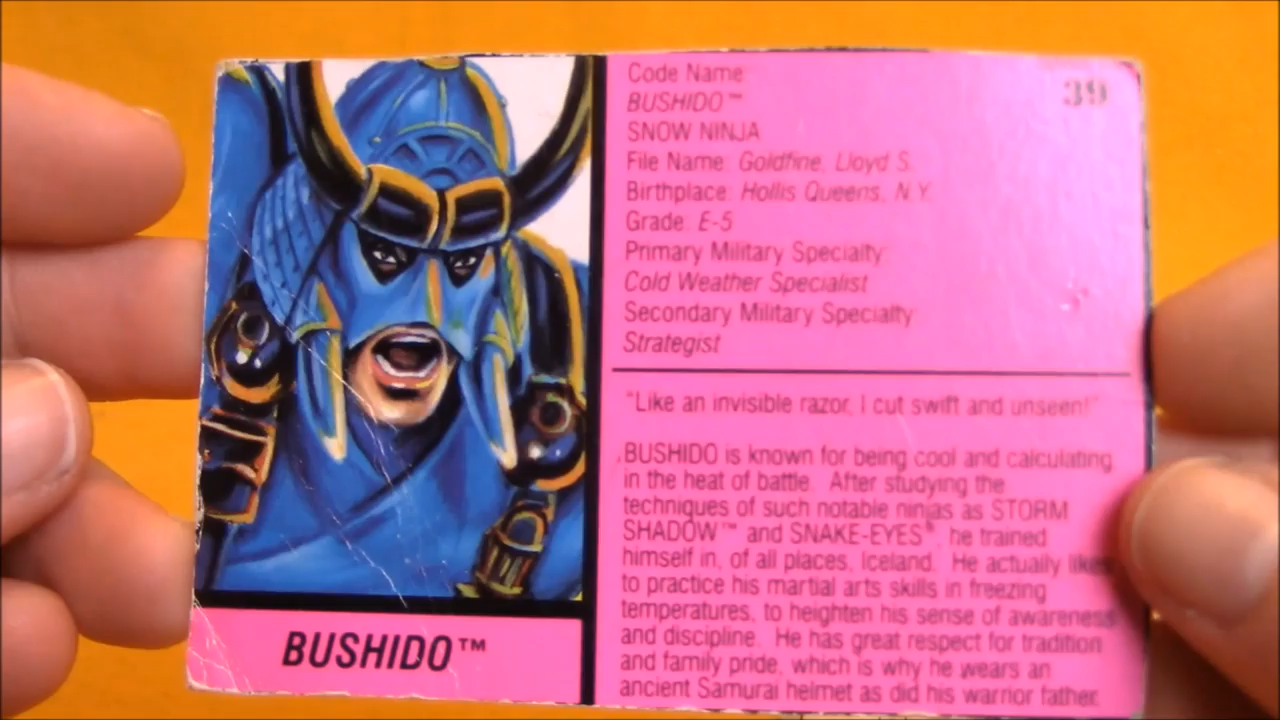 Code Name:
39
BUSHIDO™
SNOW NINJA
File Name: Goldfine, Lloyd S.
Birthplace: Hollis Queens, N.Y.
Grade: E-5
Primary Military Specialty:
Cold Weather Specialist
Secondary Military Specialty:
Strategist
"Like an invisible razor, I cut swift and unseen!"
BUSHIDO is known for being cool and calculating
in the heat of battle. After studying the
techniques of such notable ninjas as STORM
SHADOW™ and SNAKE-EYES®, he trained
himself in, of all places, Iceland. He actually likes
to practice his martial arts skills in freezing
temperatures, to heighten his sense of awareness
and discipline. He has great respect for tradition
and family pride, which is why he wears an
ancient Samurai helmet as did his warrior father.
BUSHIDO™